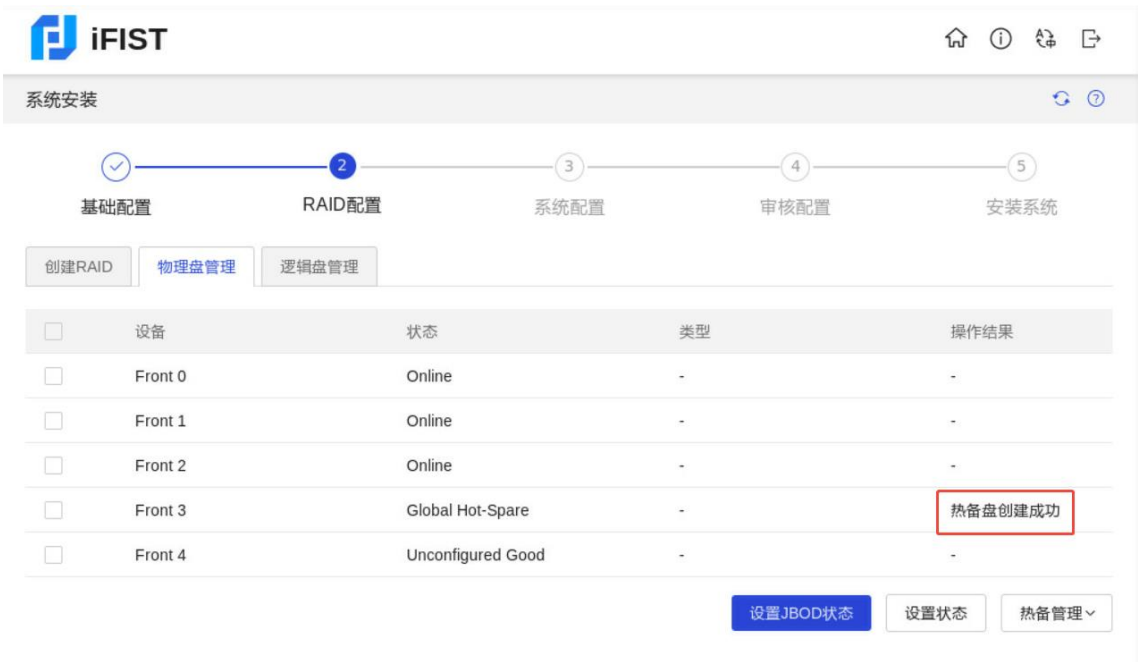 iFIST
系统安装
2 3 4 5
基础配置 RAID配置 系统配置 审核配置 安装系统
创建RAID 物理盘管理 逻辑盘管理
设备 状态 类型 操作结果
Front 0 Online - -
Front 1 Online - -
Front 2 Online - -
Front 3 Global Hot-Spare - 热备盘创建成功
Front 4 Unconfigured Good - -
设置JBOD状态 设置状态 热备管理